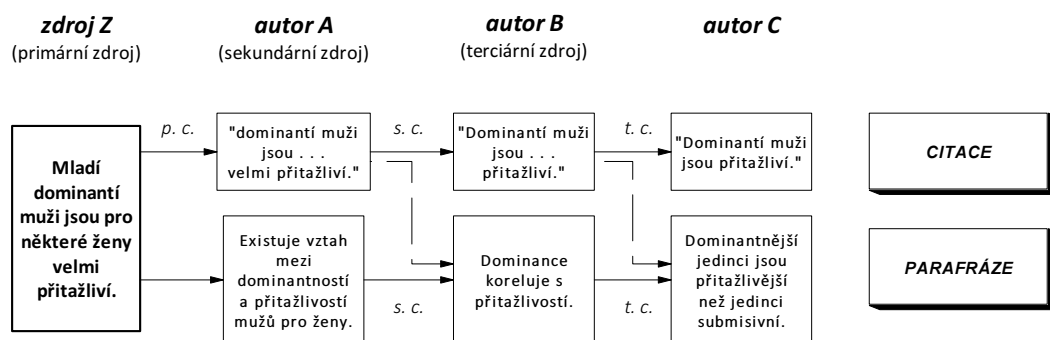 zdroj Z
(primární zdroj)
autor A
(sekundární zdroj)
autor B
(terciární zdroj)
autor C
p. c.
s. c.
t. c.
Mladí
dominantí
muži jsou pro
některé ženy
velmi
přitažliví.
"dominantí muži
jsou . . .
velmi přitažliví."
"Dominantí muži
jsou . . .
přitažliví."
"Dominantí muži
jsou přitažliví."
CITACE
Existuje vztah
mezi
dominantností
a přitažlivostí
mužů pro ženy.
s. c.
Dominance
koreluje s
přitažlivostí.
t. c.
Dominantnější
jedinci jsou
přitažlivější
než jedinci
submisivní.
PARAFRÁZE